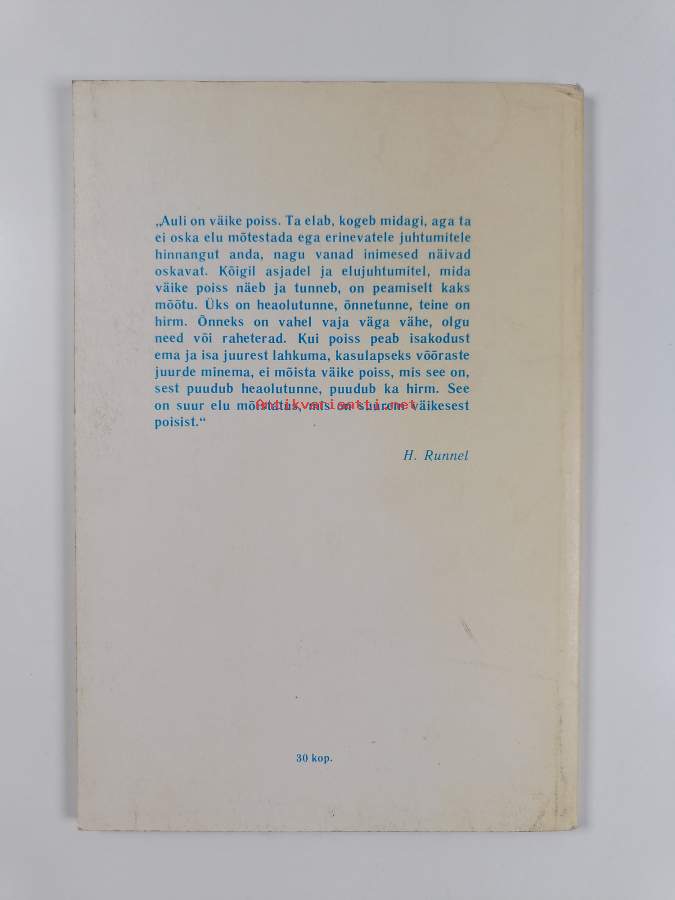 „Auli on väike poiss. Ta elab, kogeb midagi, aga ta
ei oska elu mõtestada ega erinevatele juhtumitele
hinnangut anda, nagu vanad inimesed näivad
oskavat. Kõigil asjadel ja elujuhtumitel, mida
väike poiss näeb ja tunneb, on peamiselt kaks
mõõtu. Üks on heaolutunne, õnnetunne, teine on
hirm. Õnneks on vahel vaja väga vähe, olgu
need või raheterad. Kui poiss peab isakodust
ema ja isa juurest lahkuma, kasulapseks võõraste
juurde minema, ei mõista väike poiss, mis see on,
sest puudub heaolutunne, puudub ka hirm. See
on suur elu mõistatus, mis on suurem väikesest
poisist.“
Antikvariaatti.net
H. Runnel
30 kop.